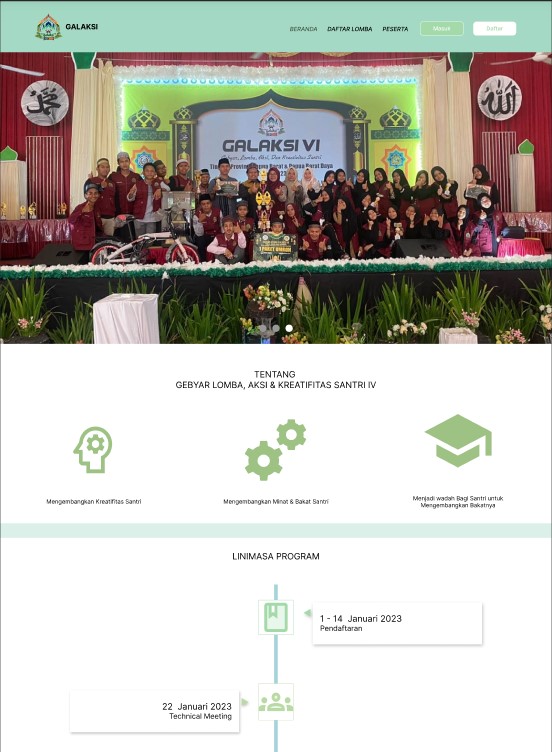 GALAKSI
BERANDA DAFTAR LOMBA PESERTA Masuk Daftar
GALAKSI VI
TENTANG
GEBYAR LOMBA, AKSI & KREATIFITAS SANTRI IV
Mengembangkan Kreatifitas Santri
Mengembangkan Minat & Bakat Santri
Menjadi wadah Bagi Santri untuk
Mengembangkan Bakatnya
LINIMASA PROGRAM
1 - 14 Januari 2023
Pendaftaran
22 Januari 2023
Technical Meeting